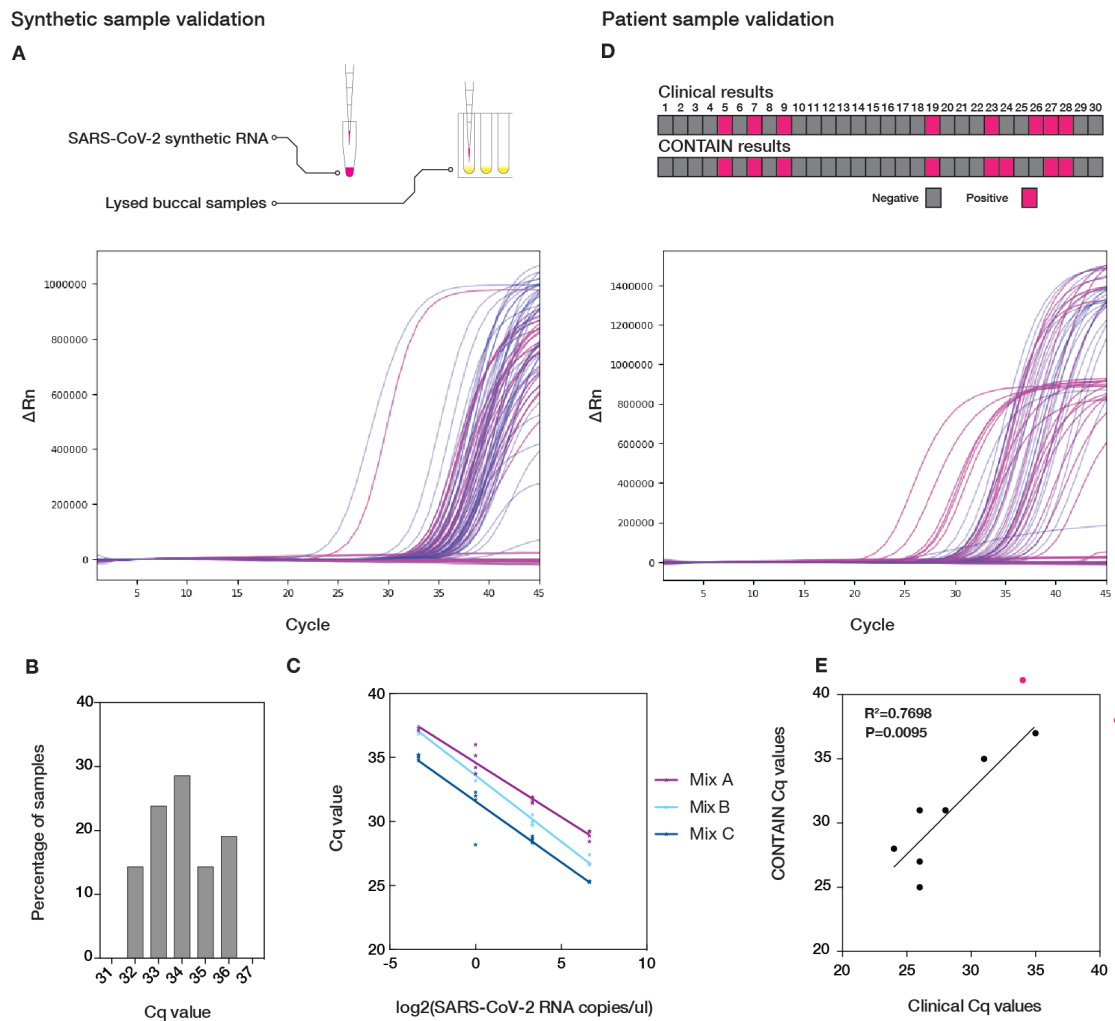 Synthetic sample validation
Patient sample validation
A
SARS-CoV-2 synthetic RNA
Lysed buccal samples
ΔRn
1000000
800000
600000
400000
200000
0
5 10 15 20 25 30 35 40 45
Cycle
D
Clinical results
1 2 3 4 5 6 7 8 9 10 11 12 13 14 15 16 17 18 19 20 21 22 23 24 25 26 27 28 29 30
CONTAIN results
Negative Positive
ΔRn
1400000
1200000
1000000
800000
600000
400000
200000
0
5 10 15 20 25 30 35 40 45
Cycle
B
Percentage of samples
40
30
20
10
0
31 32 33 34 35 36 37
Cq value
C
Cq value
40
35
30
25
20
-5 0 5 10
log2(SARS-CoV-2 RNA copies/ul)
Mix A
Mix B
Mix C
E
CONTAIN Cq values
40
30
20
R²=0.7698
P=0.0095
20 25 30 35 40
Clinical Cq values